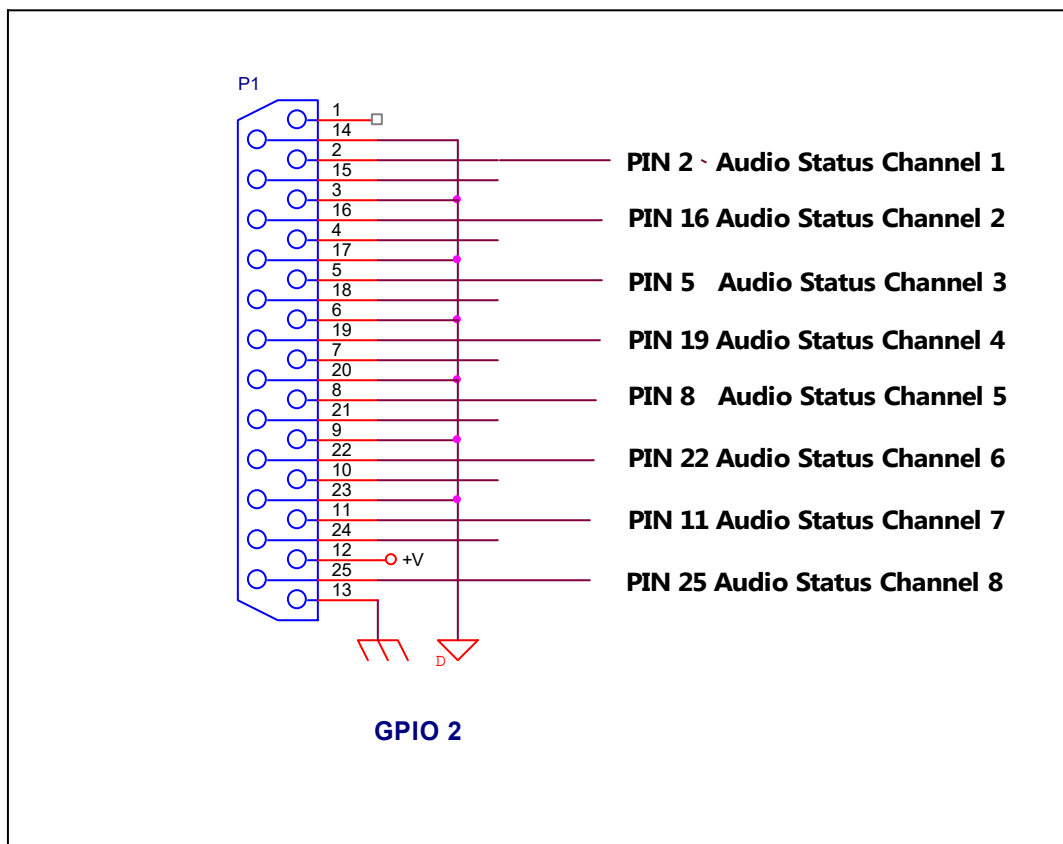 P1
1
14
2
PIN 2 ` Audio Status Channel 1
15
3
16
PIN 16 Audio Status Channel 2
4
17
5
PIN 5 Audio Status Channel 3
18
6
19
PIN 19 Audio Status Channel 4
7
20
8
PIN 8 Audio Status Channel 5
21
9
22
PIN 22 Audio Status Channel 6
10
23
11
PIN 11 Audio Status Channel 7
24
12
+V
25
PIN 25 Audio Status Channel 8
13
D
GPIO 2